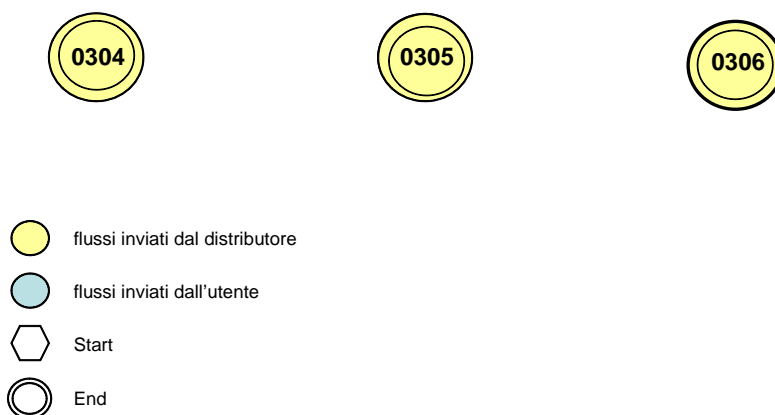 0304 0305 0306
flussi inviati dal distributore
flussi inviati dall'utente
Start
End